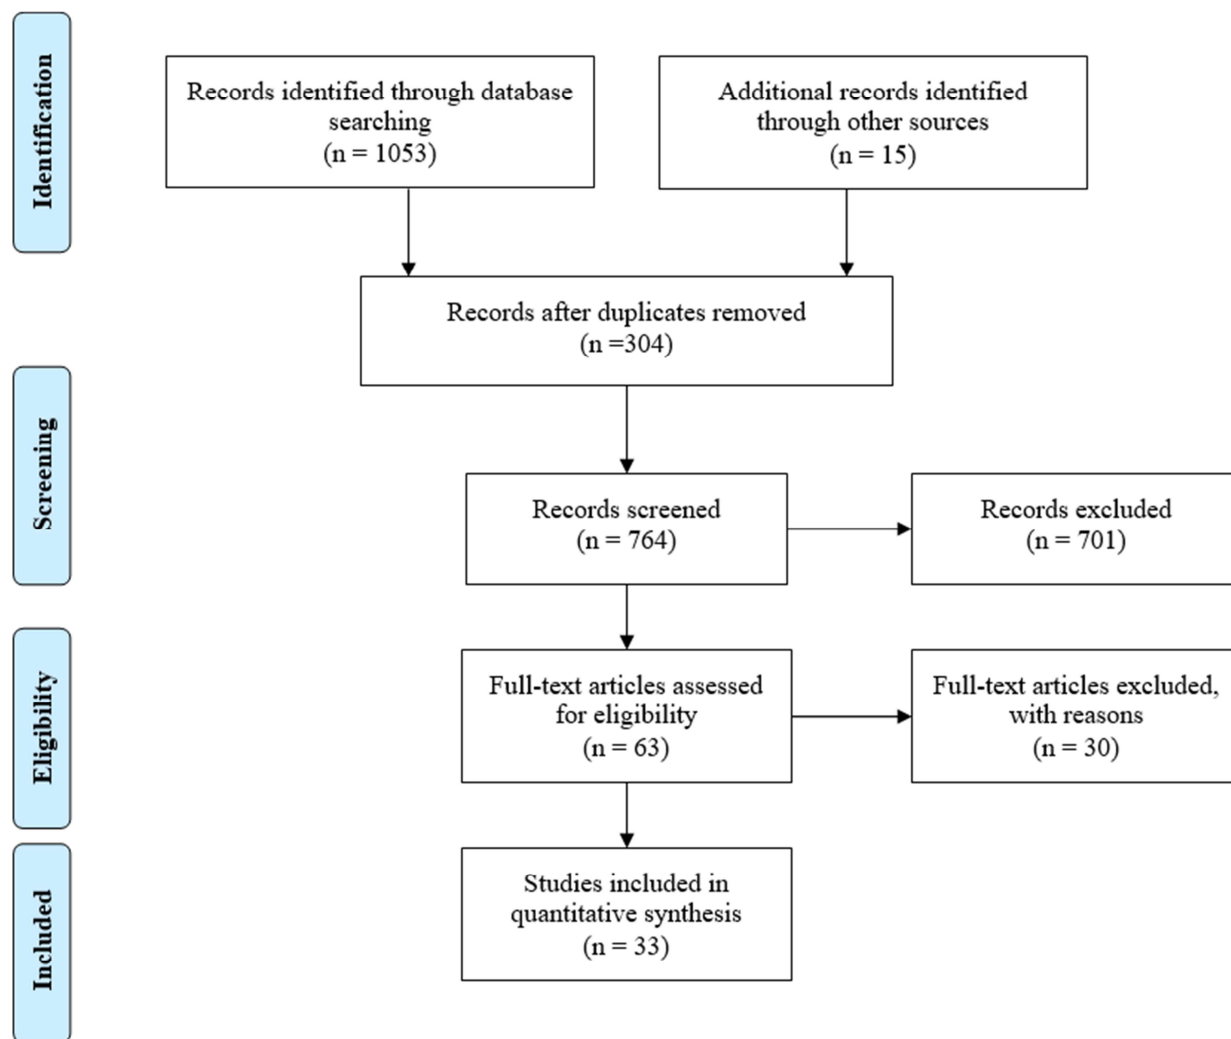 Identification
Records identified through database
searching
(n = 1053)
Additional records identified
through other sources
(n = 15)
Records after duplicates removed
(n =304)
Screening
Records screened
(n = 764)
Records excluded
(n = 701)
Eligibility
Full-text articles assessed
for eligibility
(n = 63)
Full-text articles excluded,
with reasons
(n = 30)
Included
Studies included in
quantitative synthesis
(n = 33)